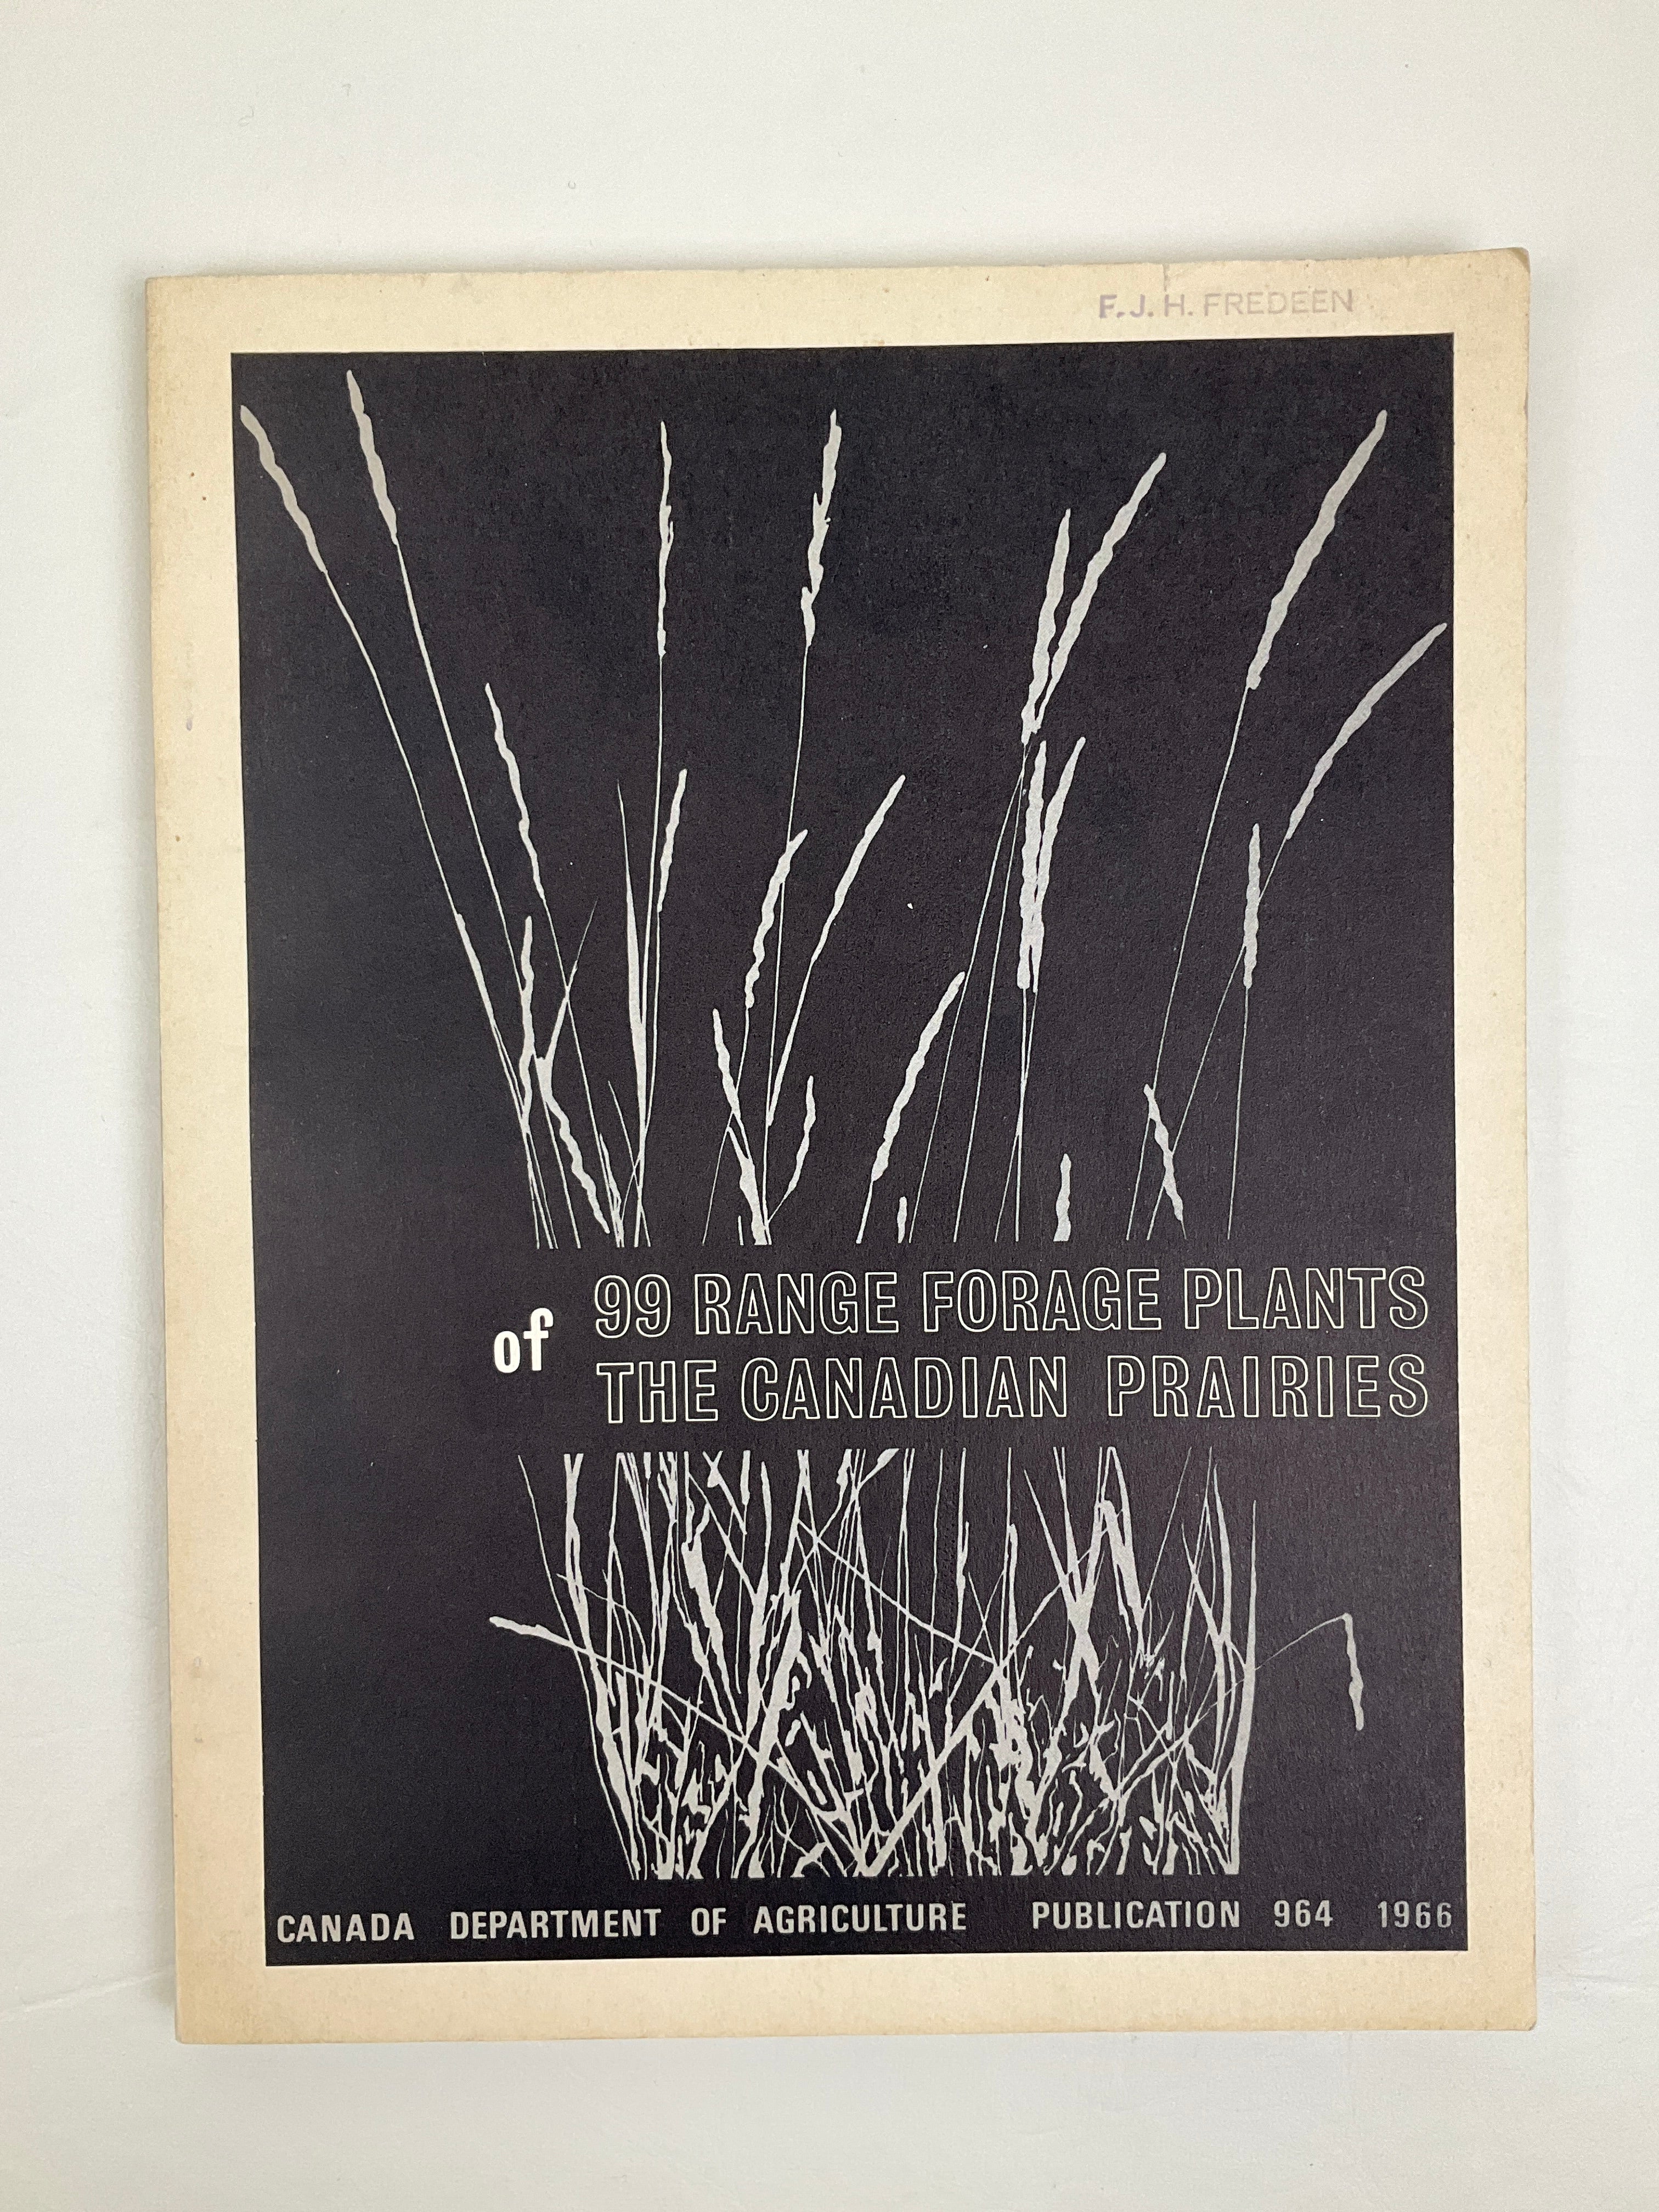 F. J. H. FREDEEN
99 RANGE FORAGE PLANTS
of THE CANADIAN PRAIRIES
CANADA DEPARTMENT OF AGRICULTURE PUBLICATION 964 1966